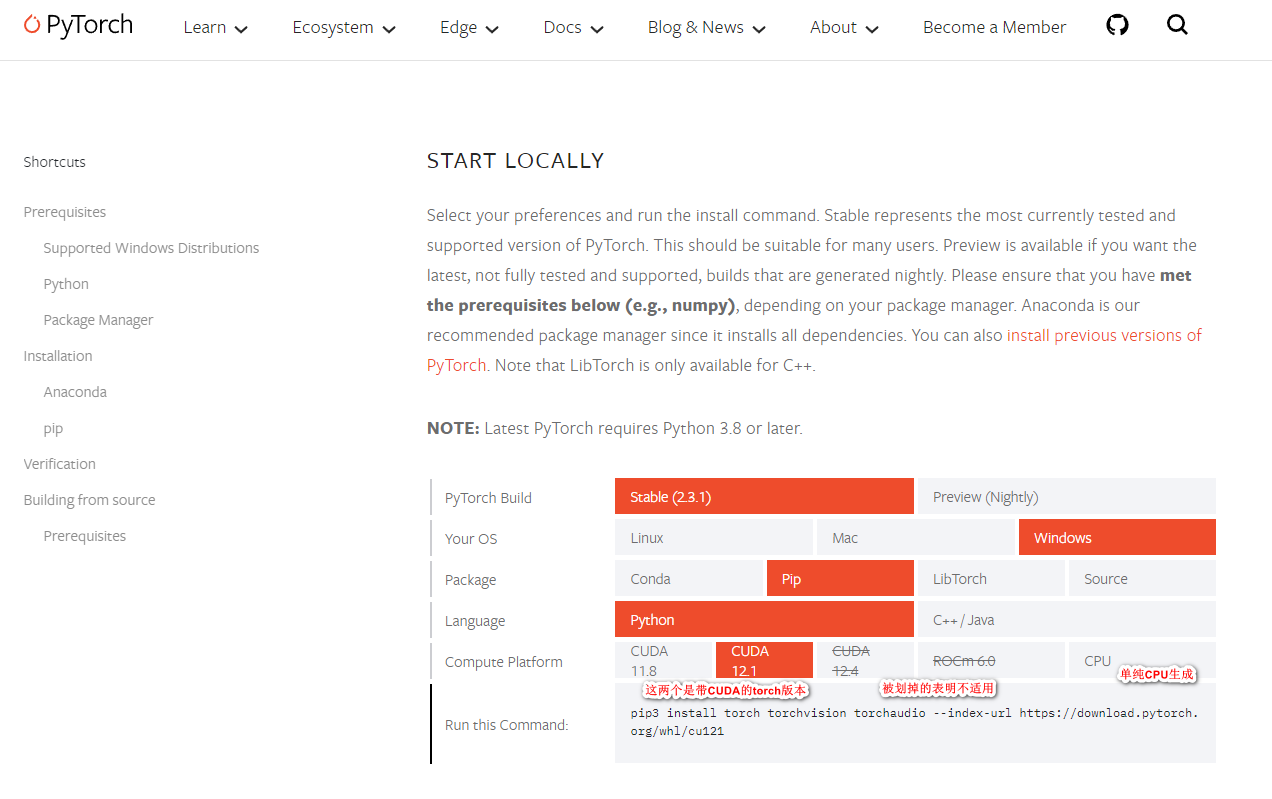 PyTorch
Learn
Ecosystem
Edge
Docs
Blog & News
About
Become a Member
Shortcuts
Prerequisites
Supported Windows Distributions
Python
Package Manager
Installation
Anaconda
pip
Verification
Building from source
Prerequisites
START LOCALLY
Select your preferences and run the install command. Stable represents the most currently tested and
supported version of PyTorch. This should be suitable for many users. Preview is available if you want the
latest, not fully tested and supported, builds that are generated nightly. Please ensure that you have met
the prerequisites below (e.g., numpy), depending on your package manager. Anaconda is our
recommended package manager since it installs all dependencies. You can also install previous versions of
PyTorch. Note that LibTorch is only available for C++.
NOTE: Latest PyTorch requires Python 3.8 or later.
PyTorch Build
Stable (2.3.1)
Preview (Nightly)
Your OS
Linux
Mac
Windows
Package
Conda
Pip
LibTorch
Source
Language
Python
C++ / Java
Compute Platform
CUDA
11.8
CUDA
12.1
CUDA
12.4
ROCm 6.0
CPU
单纯CPU生成
这两个是带CUDA的torch版本
被划掉的表明不适用
Run this Command:
pip3 install torch torchvision torchaudio --index-url https://download.pytorch.
org/whl/cu121